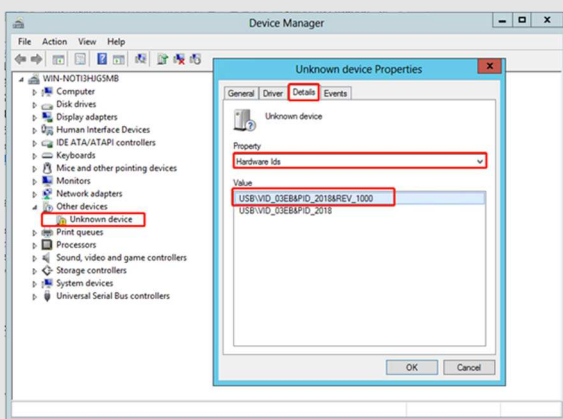 Device Manager
File Action View Help
WIN-NOTI3HJG5MB
Computer
Disk drives
Display adapters
Human Interface Devices
IDE ATA/ATAPI controllers
Keyboards
Mice and other pointing devices
Monitors
Network adapters
Other devices
Unknown device
Print queues
Processors
Sound, video and game controllers
Storage controllers
System devices
Universal Serial Bus controllers
Unknown device Properties
General Driver Details Events
Unknown device
Property
Hardware Ids
Value
USB\VID_03EB&PID_2018&REV_1000
USB\VID_03EB&PID_2018
OK Cancel